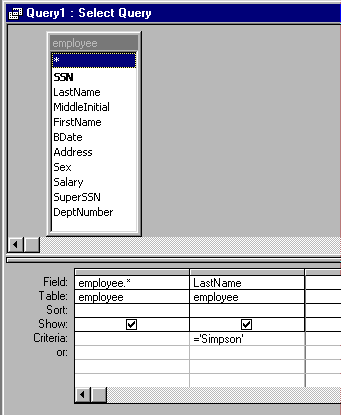 Query1 : Select Query
employee
*
SSN
LastName
MiddleInitial
FirstName
BDate
Address
Sex
Salary
SuperSSN
DeptNumber
Field: employee.* LastName
Table: employee employee
Sort:
Show:
Criteria: ='Simpson'
or: